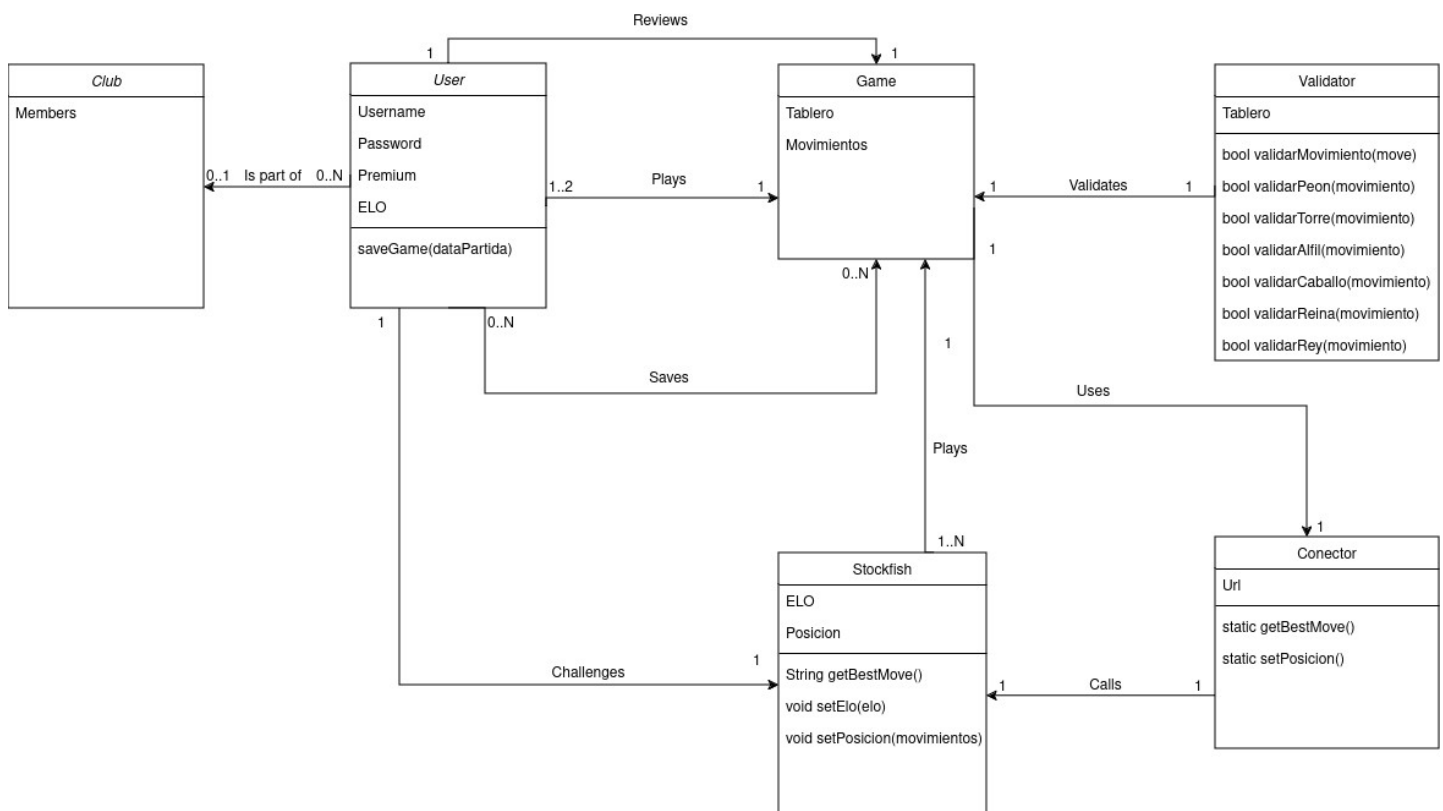 Reviews
1
1
Club
Members
User
Username
Password
Premium
ELO
saveGame(dataPartida)
Game
Tablero
Movimientos
Validator
Tablero
bool validarMovimiento(move)
bool validarPeon(movimiento)
bool validarTorre(movimiento)
bool validarAlfil(movimiento)
bool validarCaballo(movimiento)
bool validarReina(movimiento)
bool validarRey(movimiento)
0..1 Is part of 0..N
1..2 Plays 1
1 Validates 1
1
0..N
1
0..N
1
Saves
Uses
Plays
1..N
1
Stockfish
ELO
Posicion
String getBestMove()
void setElo(elo)
void setPosicion(movimientos)
Conector
Url
static getBestMove()
static setPosicion()
Challenges
1
1 Calls 1